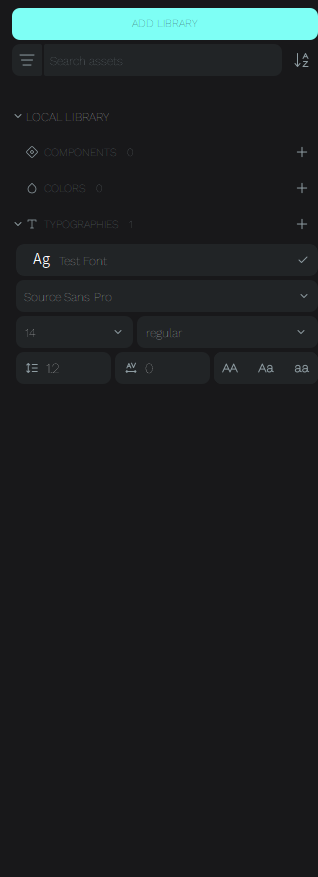 ADD LIBRARY
Search assets
LOCAL LIBRARY
COMPONENTS 0
COLORS 0
TYPOGRAPHIES 1
Ag Test Font
Source Sans Pro
14 regular
1.2 AV 0 AA Aa aa